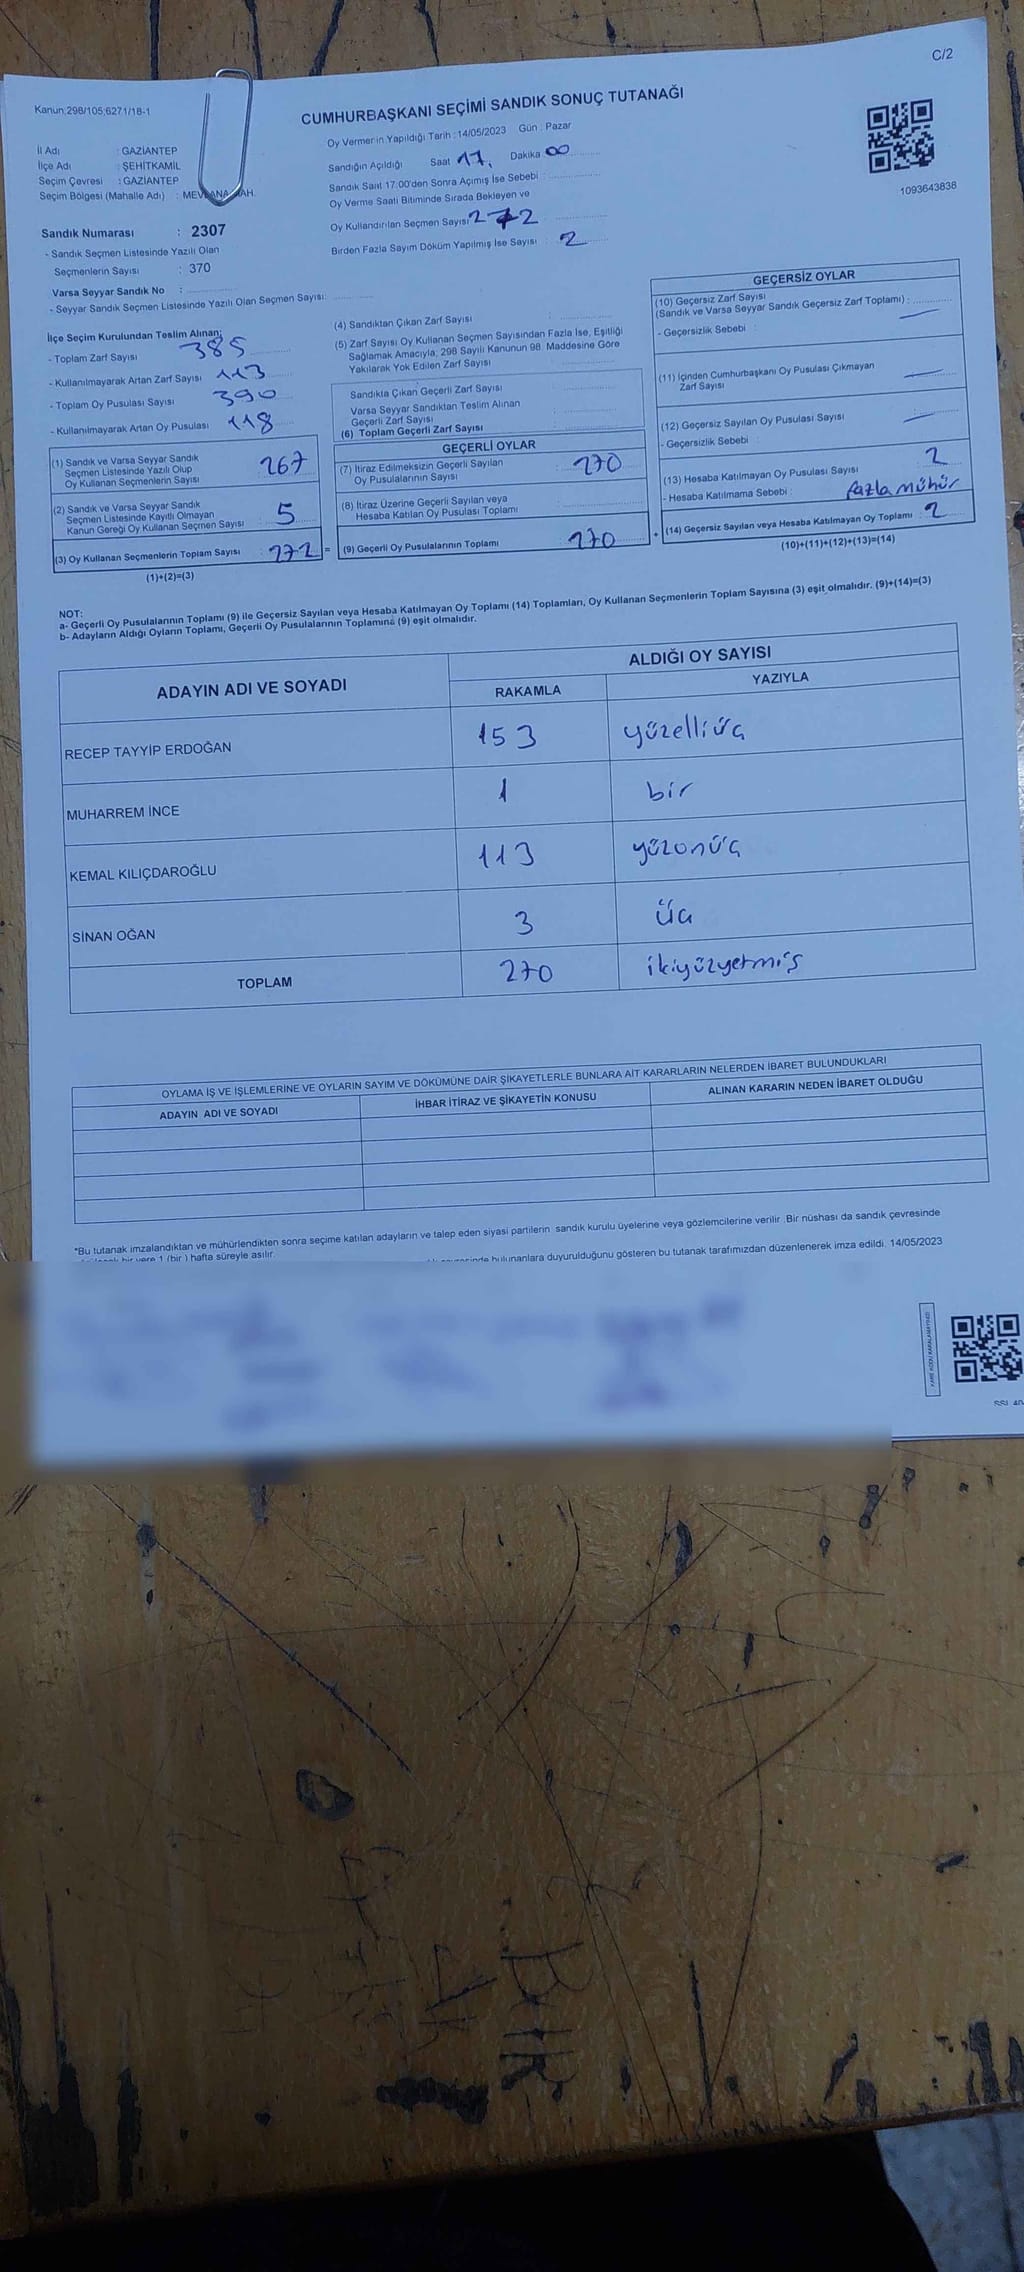 C/2
Kanun:298/105;6271/18-1
CUMHURBAŞKANI SEÇİMİ SANDIK SONUÇ TUTANAĞI
Oy Vermenin Yapıldığı Tarih :14/05/2023 Gün : Pazar
İl Adı : GAZİANTEP
İlçe Adı : ŞEHİTKAMİL
Seçim Çevresi : GAZİANTEP
Seçim Bölgesi (Mahalle Adı) : MEVLANA MAH.
Sandığın Açıldığı Saat 17. Dakika 00
Sandık Saat 17:00'den Sonra Açımış İse Sebebi :
Oy Verme Saati Bitiminde Sırada Bekleyen ve
Oy Kullandırılan Seçmen Sayısı 272
Birden Fazla Sayım Döküm Yapılmış İse Sayısı : 2
1093643838
Sandık Numarası : 2307
- Sandık Seçmen Listesinde Yazılı Olan
Seçmenlerin Sayısı : 370
Varsa Seyyar Sandık No :
- Seyyar Sandık Seçmen Listesinde Yazılı Olan Seçmen Sayısı:
İlçe Seçim Kurulundan Teslim Alınan;
- Toplam Zarf Sayısı 385
- Kullanılmayarak Artan Zarf Sayısı 113
- Toplam Oy Pusulası Sayısı 390
- Kullanılmayarak Artan Oy Pusulası 118
(1) Sandık ve Varsa Seyyar Sandık
Seçmen Listesinde Yazılı Olup
Oy Kullanan Seçmenlerin Sayısı : 267
(2) Sandık ve Varsa Seyyar Sandık
Seçmen Listesinde Kayıtlı Olmayan
Kanun Gereği Oy Kullanan Seçmen Sayısı : 5
(3) Oy Kullanan Seçmenlerin Toplam Sayısı : 272 =
(1)+(2)=(3)
(4) Sandıktan Çıkan Zarf Sayısı :
(5) Zarf Sayısı Oy Kullanan Seçmen Sayısından Fazla İse, Eşitliği
Sağlamak Amacıyla; 298 Sayılı Kanunun 98. Maddesine Göre
Yakılarak Yok Edilen Zarf Sayısı :
Sandıkta Çıkan Geçerli Zarf Sayısı :
Varsa Seyyar Sandıktan Teslim Alınan
Geçerli Zarf Sayısı :
(6) Toplam Geçerli Zarf Sayısı :
GEÇERLİ OYLAR
(7) İtiraz Edilmeksizin Geçerli Sayılan
Oy Pusulalarının Sayısı : 270
(8) İtiraz Üzerine Geçerli Sayılan veya
Hesaba Katılan Oy Pusulası Toplamı :
(9) Geçerli Oy Pusulalarının Toplamı : 270 +
GEÇERSİZ OYLAR
(10) Geçersiz Zarf Sayısı
(Sandık ve Varsa Seyyar Sandık Geçersiz Zarf Toplamı) :
- Geçersizlik Sebebi :
(11) İçinden Cumhurbaşkanı Oy Pusulası Çıkmayan
Zarf Sayısı
(12) Geçersiz Sayılan Oy Pusulası Sayısı :
- Geçersizlik Sebebi :
(13) Hesaba Katılmayan Oy Pusulası Sayısı 2
- Hesaba Katılmama Sebebi : fazla mühür
(14) Geçersiz Sayılan veya Hesaba Katılmayan Oy Toplamı : 2
(10)+(11)+(12)+(13)=(14)
NOT:
a- Geçerli Oy Pusulalarının Toplamı (9) ile Geçersiz Sayılan veya Hesaba Katılmayan Oy Toplamı (14) Toplamları, Oy Kullanan Seçmenlerin Toplam Sayısına (3) eşit olmalıdır. (9)+(14)=(3)
b- Adayların Aldığı Oyların Toplamı, Geçerli Oy Pusulalarının Toplamına (9) eşit olmalıdır.
ADAYIN ADI VE SOYADI ALDIĞI OY SAYISI
RAKAMLA YAZIYLA
RECEP TAYYİP ERDOĞAN 153 yüzelliüç
MUHARREM İNCE 1 bir
KEMAL KILIÇDAROĞLU 113 yüzonüç
SİNAN OĞAN 3 üç
TOPLAM 270 ikiyüzyetmiş
OYLAMA İŞ VE İŞLEMLERİNE VE OYLARIN SAYIM VE DÖKÜMÜNE DAİR ŞİKAYETLERLE BUNLARA AİT KARARLARIN NELERDEN İBARET BULUNDUKLARI
ADAYIN ADI VE SOYADI İHBAR İTİRAZ VE ŞİKAYETİN KONUSU ALINAN KARARIN NEDEN İBARET OLDUĞU
*Bu tutanak imzalandıktan ve mühürlendikten sonra seçime katılan adayların ve talep eden siyasi partilerin sandık kurulu üyelerine veya gözlemcilerine verilir. Bir nüshası da sandık çevresinde
bir yere 1 (bir) hafta süreyle asılır.
bulunanlara duyurulduğunu gösteren bu tutanak tarafımızdan düzenlenerek imza edildi. 14/05/2023
KARE KODU KARALAMAYINIZ!